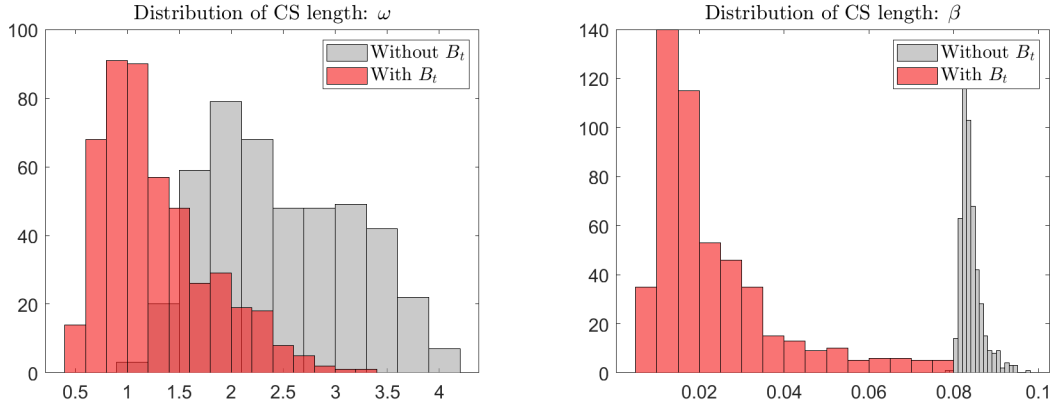 Distribution of CS length: ω
Without B_t
With B_t
100
80
60
40
20
0
0.5 1 1.5 2 2.5 3 3.5 4
Distribution of CS length: β
Without B_t
With B_t
140
120
100
80
60
40
20
0
0.02 0.04 0.06 0.08 0.1